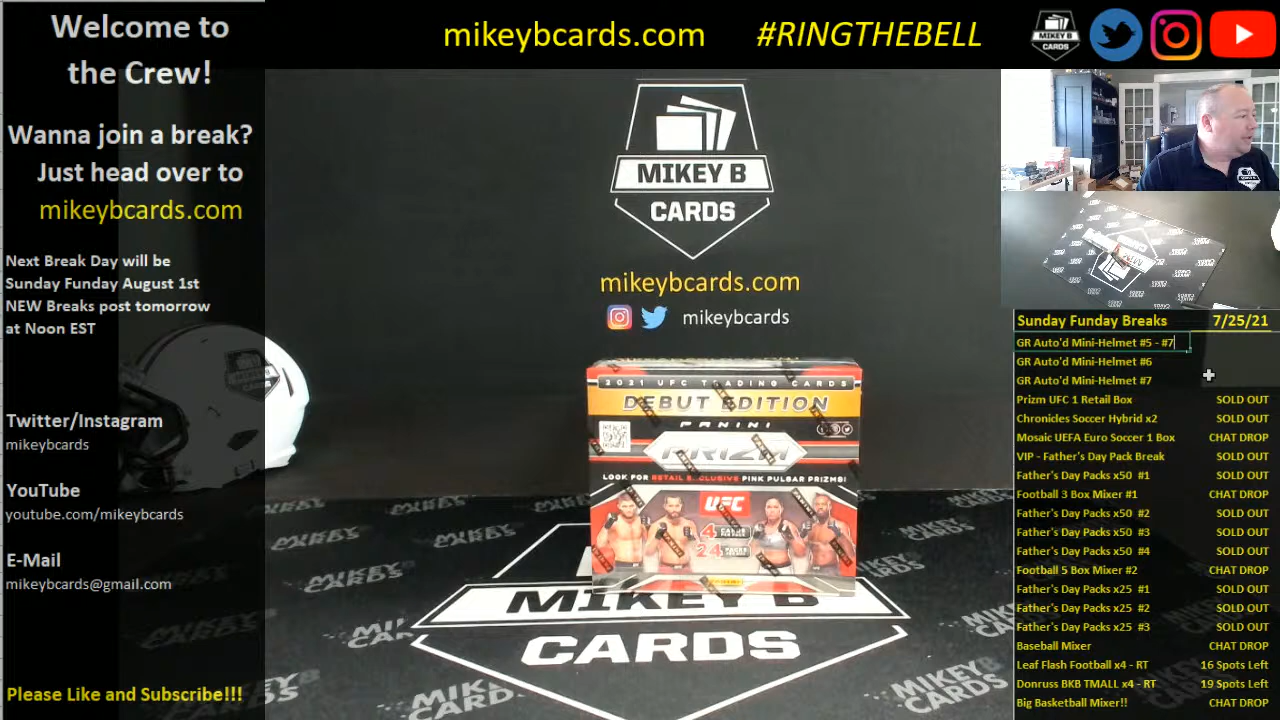 Welcome to
the Crew!
Wanna join a break?
Just head over to
mikeybcards.com
Next Break Day will be
Sunday Funday August 1st
NEW Breaks post tomorrow
at Noon EST
Twitter/Instagram
mikeybcards
YouTube
youtube.com/mikeybcards
E-Mail
mikeybcards@gmail.com
Please Like and Subscribe!!!
mikeybcards.com #RINGTHEBELL
MIKEY B
CARDS
MIKEY B
CARDS
mikeybcards.com
mikeybcards
2021 UFC TRADING CARDS
DEBUT EDITION
PANINI
PRIZM
LOOK FOR RETAIL EXCLUSIVE PINK PULSAR PRIZMS!
UFC
4 CARDS
24 PACKS
MIKEY B
CARDS
Sunday Funday Breaks 7/25/21
GR Auto'd Mini-Helmet #5 - #7
GR Auto'd Mini-Helmet #6
GR Auto'd Mini-Helmet #7
Prizm UFC 1 Retail Box SOLD OUT
Chronicles Soccer Hybrid x2 SOLD OUT
Mosaic UEFA Euro Soccer 1 Box CHAT DROP
VIP - Father's Day Pack Break SOLD OUT
Father's Day Packs x50 #1 SOLD OUT
Football 3 Box Mixer #1 CHAT DROP
Father's Day Packs x50 #2 SOLD OUT
Father's Day Packs x50 #3 SOLD OUT
Father's Day Packs x50 #4 SOLD OUT
Football 5 Box Mixer #2 CHAT DROP
Father's Day Packs x25 #1 SOLD OUT
Father's Day Packs x25 #2 SOLD OUT
Father's Day Packs x25 #3 SOLD OUT
Baseball Mixer CHAT DROP
Leaf Flash Football x4 - RT 16 Spots Left
Donruss BKB TMALL x4 - RT 19 Spots Left
Big Basketball Mixer!! CHAT DROP